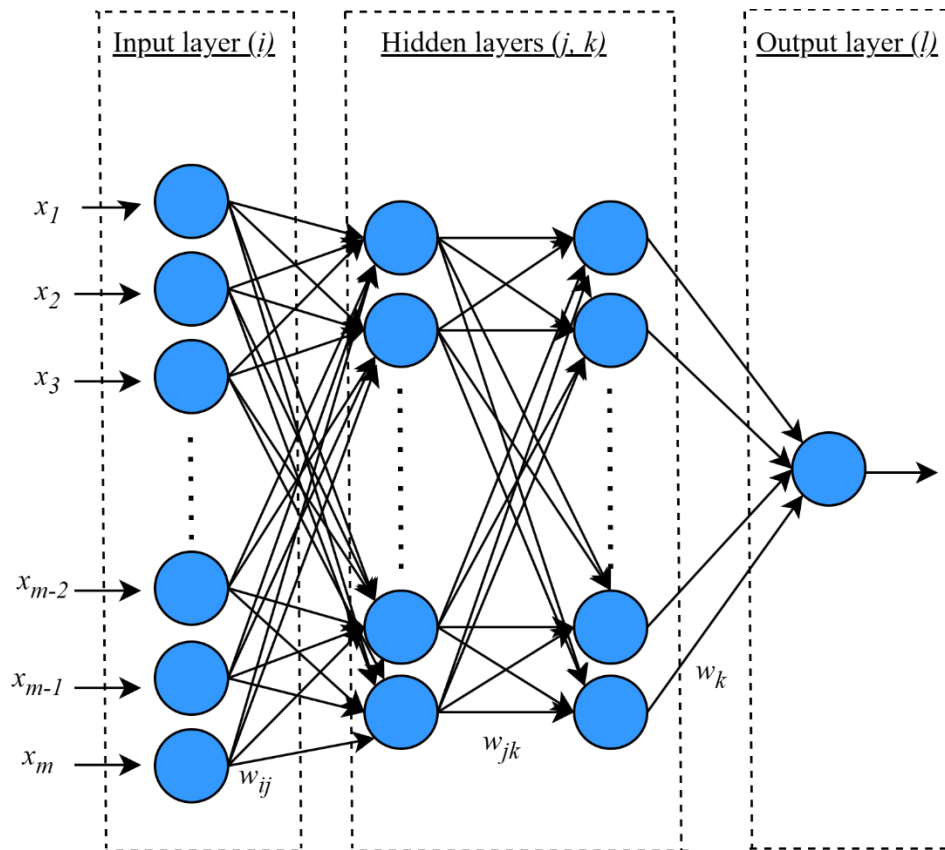 Input layer (i)
Hidden layers (j, k)
Output layer (l)
x1
x2
x3
xm-2
xm-1
xm
wij
wjk
wk